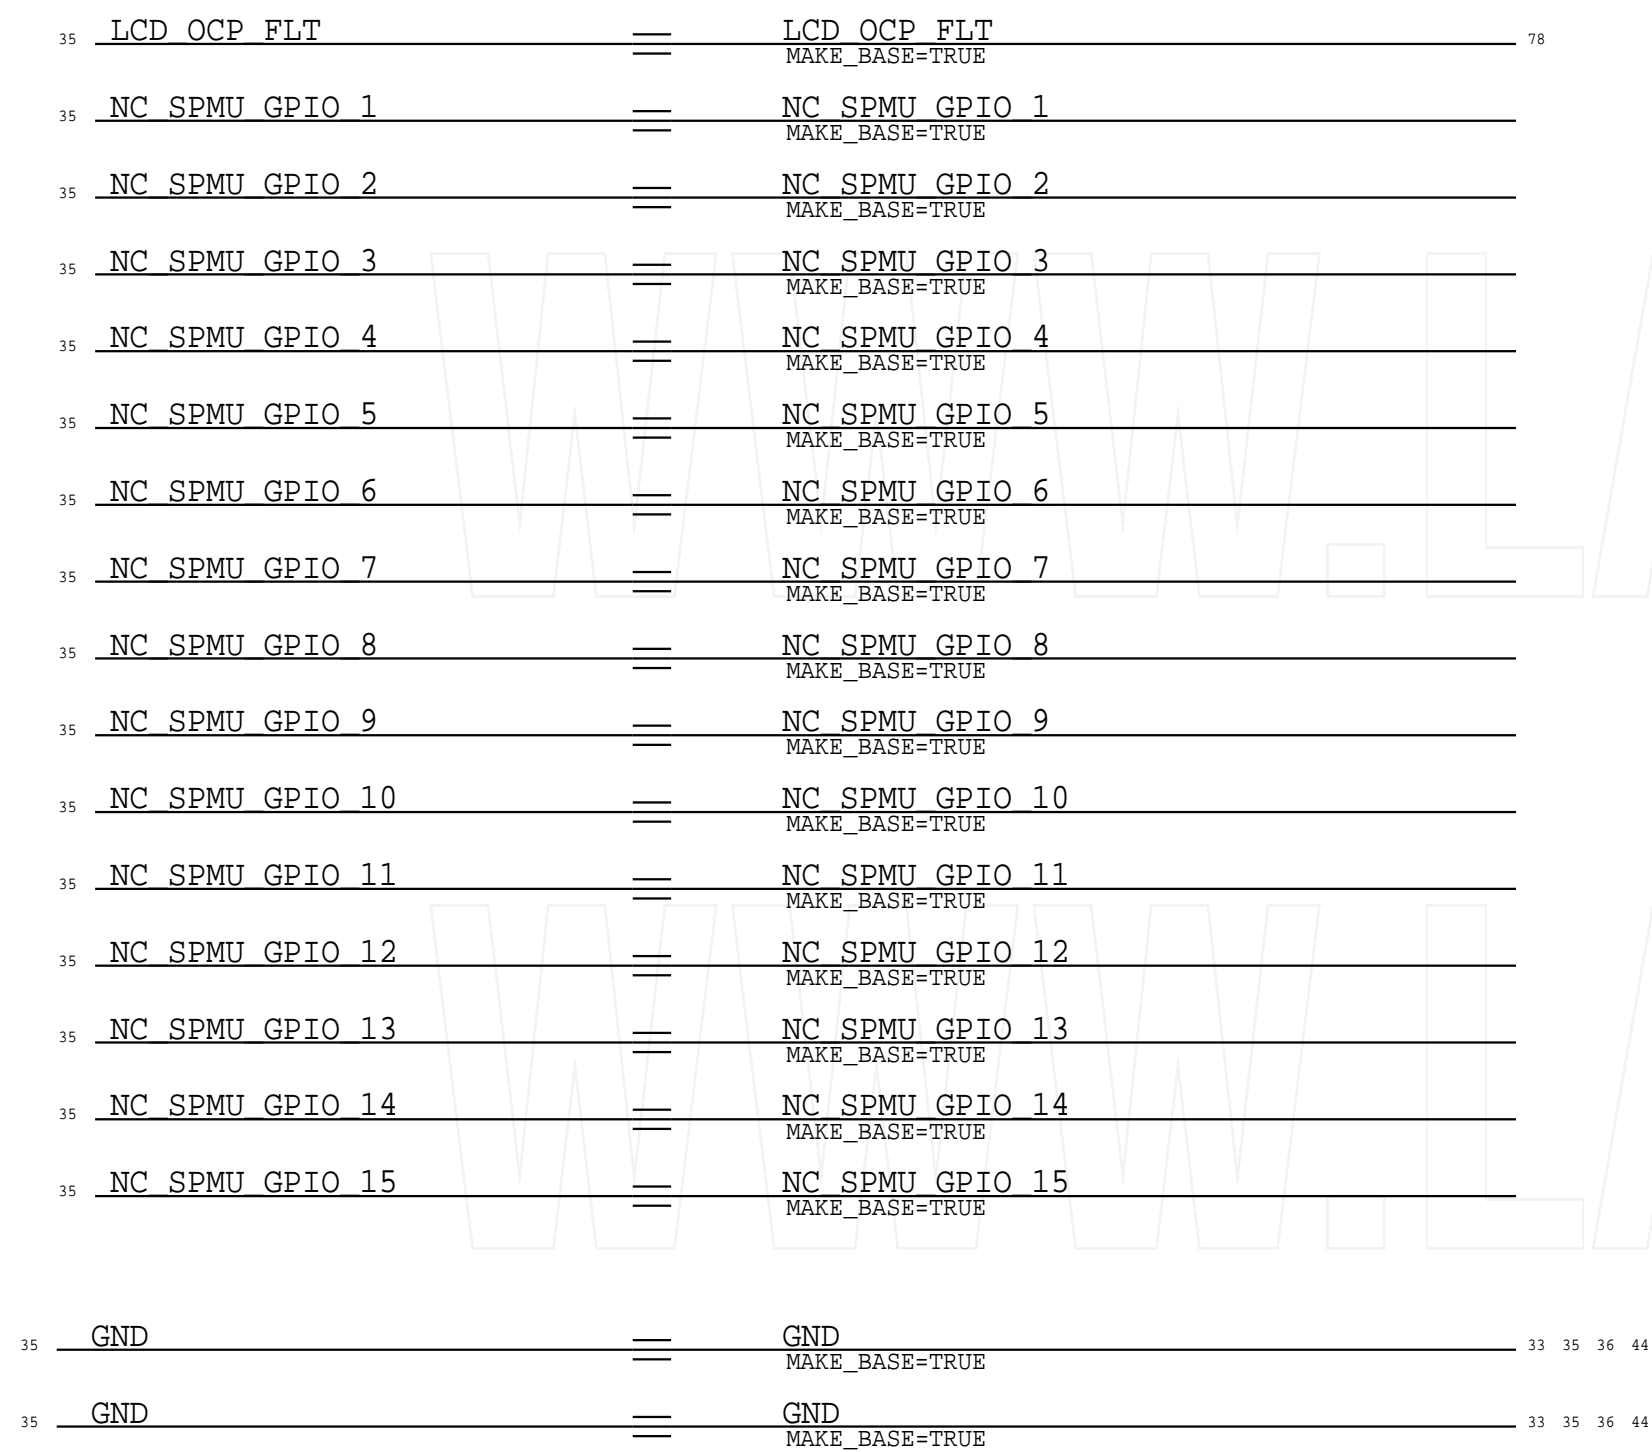 35 LCD_OCP_FLT LCD_OCP_FLT 78
MAKE_BASE=TRUE
35 NC_SPMU_GPIO_1 NC_SPMU_GPIO_1
MAKE_BASE=TRUE
35 NC_SPMU_GPIO_2 NC_SPMU_GPIO_2
MAKE_BASE=TRUE
35 NC_SPMU_GPIO_3 NC_SPMU_GPIO_3
MAKE_BASE=TRUE
35 NC_SPMU_GPIO_4 NC_SPMU_GPIO_4
MAKE_BASE=TRUE
35 NC_SPMU_GPIO_5 NC_SPMU_GPIO_5
MAKE_BASE=TRUE
35 NC_SPMU_GPIO_6 NC_SPMU_GPIO_6
MAKE_BASE=TRUE
35 NC_SPMU_GPIO_7 NC_SPMU_GPIO_7
MAKE_BASE=TRUE
35 NC_SPMU_GPIO_8 NC_SPMU_GPIO_8
MAKE_BASE=TRUE
35 NC_SPMU_GPIO_9 NC_SPMU_GPIO_9
MAKE_BASE=TRUE
35 NC_SPMU_GPIO_10 NC_SPMU_GPIO_10
MAKE_BASE=TRUE
35 NC_SPMU_GPIO_11 NC_SPMU_GPIO_11
MAKE_BASE=TRUE
35 NC_SPMU_GPIO_12 NC_SPMU_GPIO_12
MAKE_BASE=TRUE
35 NC_SPMU_GPIO_13 NC_SPMU_GPIO_13
MAKE_BASE=TRUE
35 NC_SPMU_GPIO_14 NC_SPMU_GPIO_14
MAKE_BASE=TRUE
35 NC_SPMU_GPIO_15 NC_SPMU_GPIO_15
MAKE_BASE=TRUE
35 GND GND 33 35 36 44
MAKE_BASE=TRUE
35 GND GND 33 35 36 44
MAKE_BASE=TRUE